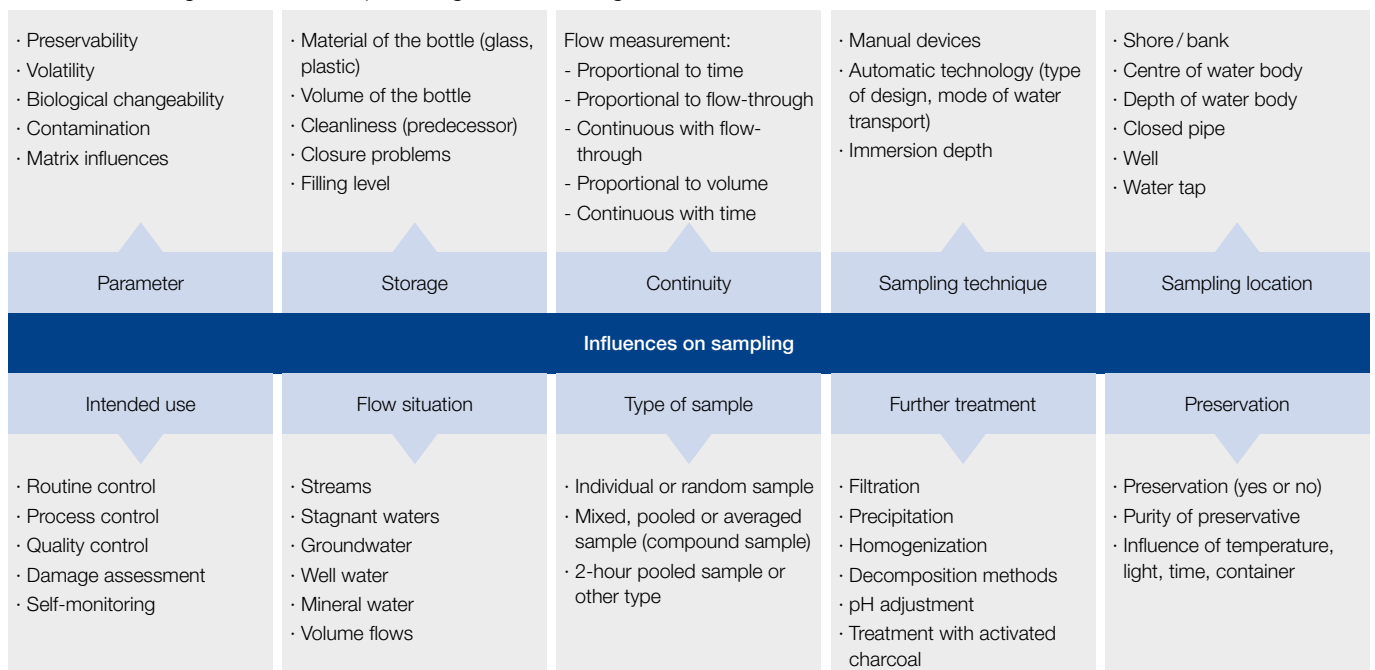 · Preservability
· Volatility
· Biological changeability
· Contamination
· Matrix influences
· Material of the bottle (glass,
plastic)
· Volume of the bottle
· Cleanliness (predecessor)
· Closure problems
· Filling level
Flow measurement:
- Proportional to time
- Proportional to flow-through
- Continuous with flow-
through
- Proportional to volume
- Continuous with time
· Manual devices
· Automatic technology (type
of design, mode of water
transport)
· Immersion depth
· Shore / bank
· Centre of water body
· Depth of water body
· Closed pipe
· Well
· Water tap
Parameter
Storage
Continuity
Sampling technique
Sampling location
Influences on sampling
Intended use
Flow situation
Type of sample
Further treatment
Preservation
· Routine control
· Process control
· Quality control
· Damage assessment
· Self-monitoring
· Streams
· Stagnant waters
· Groundwater
· Well water
· Mineral water
· Volume flows
· Individual or random sample
· Mixed, pooled or averaged
sample (compound sample)
· 2-hour pooled sample or
other type
· Filtration
· Precipitation
· Homogenization
· Decomposition methods
· pH adjustment
· Treatment with activated
charcoal
· Preservation (yes or no)
· Purity of preservative
· Influence of temperature,
light, time, container